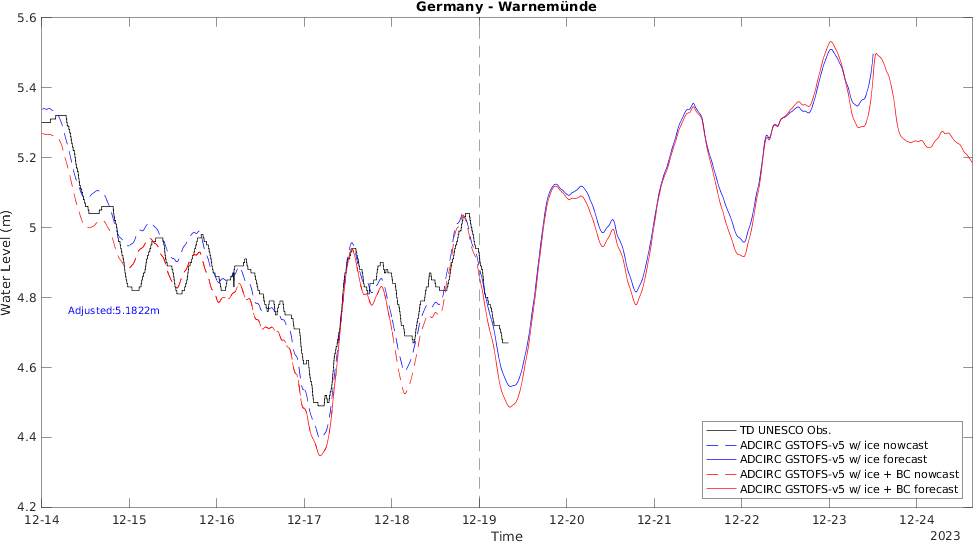 Germany - Warnemünde
5.6
5.4
5.2
5
4.8
4.6
4.4
4.2
Water Level (m)
Adjusted:5.1822m
TD UNESCO Obs.
ADCIRC GSTOFS-v5 w/ ice nowcast
ADCIRC GSTOFS-v5 w/ ice forecast
ADCIRC GSTOFS-v5 w/ ice + BC nowcast
ADCIRC GSTOFS-v5 w/ ice + BC forecast
12-14 12-15 12-16 12-17 12-18 12-19 12-20 12-21 12-22 12-23 12-24
Time
2023